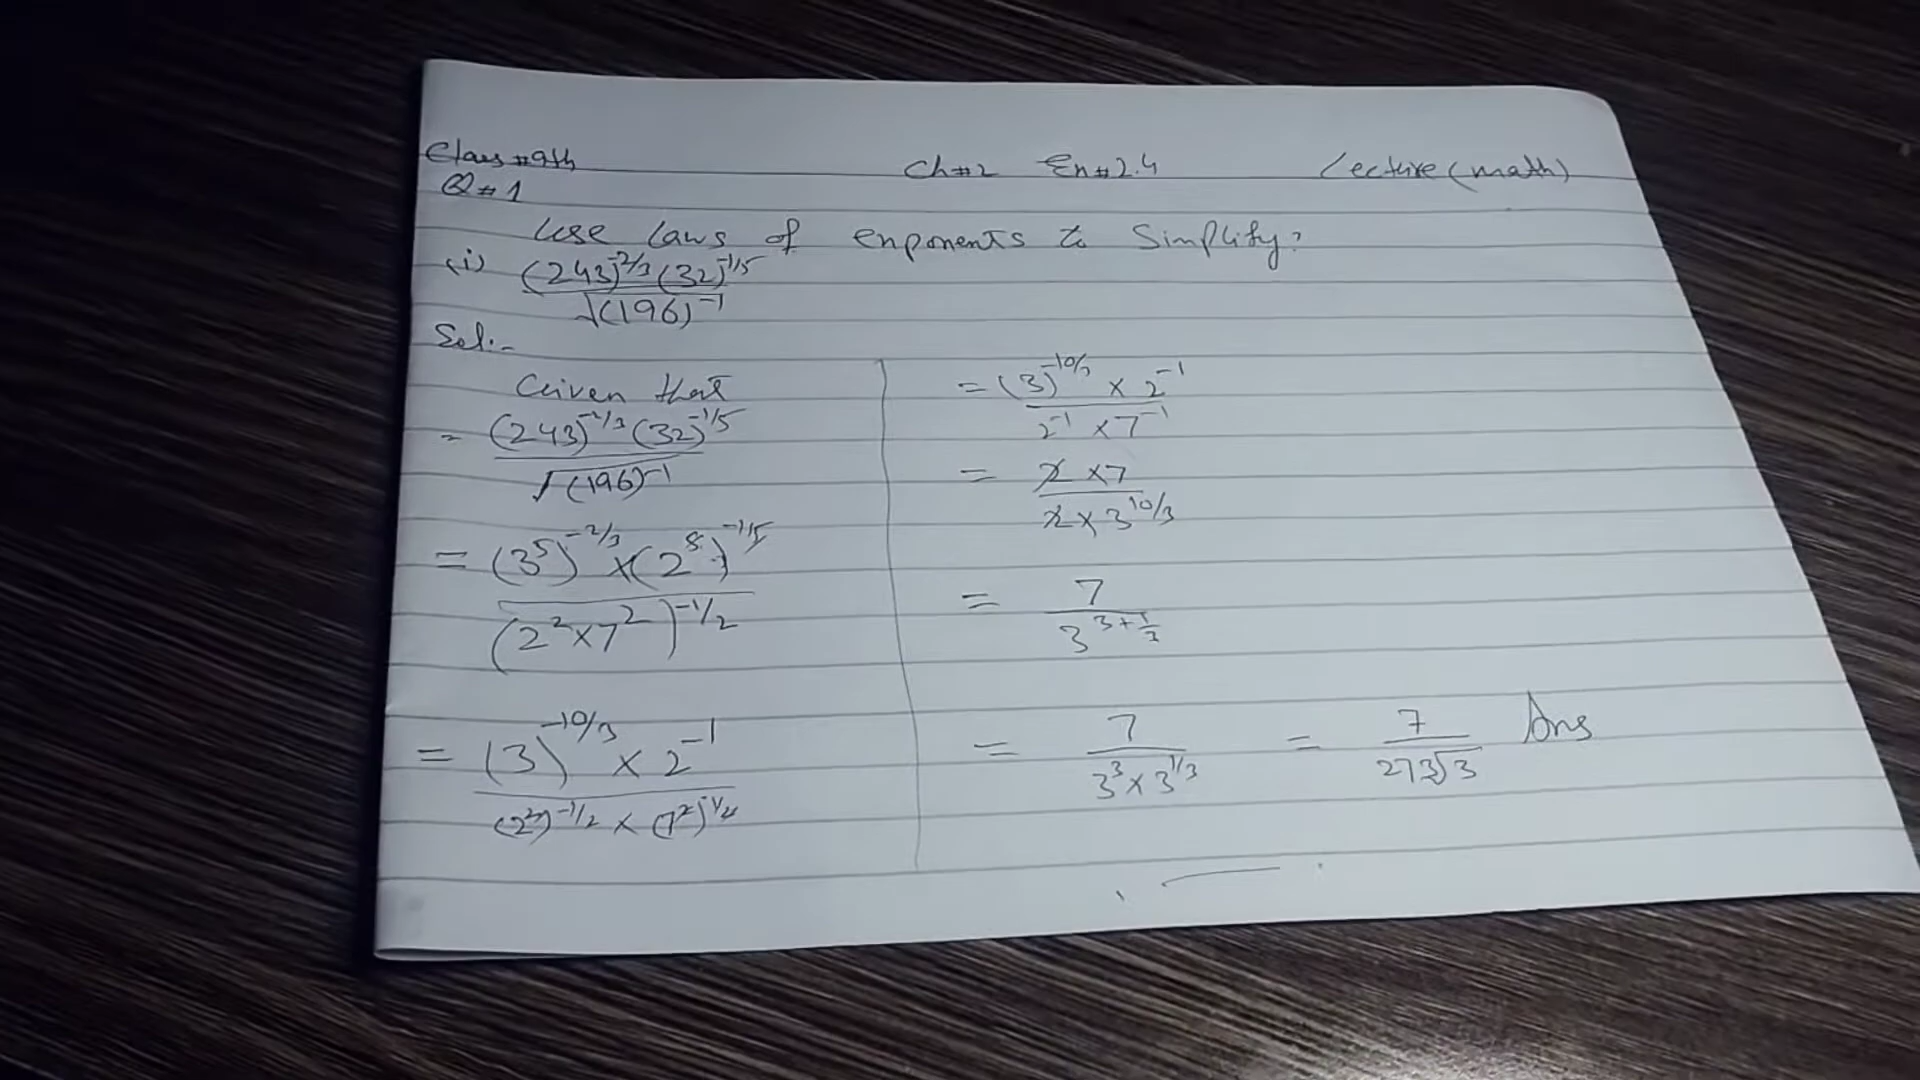 Class #9th Ch#2 Ex#2.4 Lecture (math)
Q#1
Use laws of exponents to Simplify?
(i) (243)^-2/3 (32)^-1/5
√(196)^-1
Sol:-
Given that
= (243)^-2/3 (32)^-1/5
√(196)^-1
= (3^5)^-2/3 × (2^5)^-1/5
(2^2 × 7^2)^-1/2
= (3)^-10/3 × 2^-1
(2^2)^-1/2 × (7^2)^-1/2
= (3)^-10/3 × 2^-1
2^-1 × 7^-1
= 2 × 7
2 × 3^10/3
= 7
3^3+1/3
= 7
3^3 × 3^1/3
= 7 Ans
27 ∛3